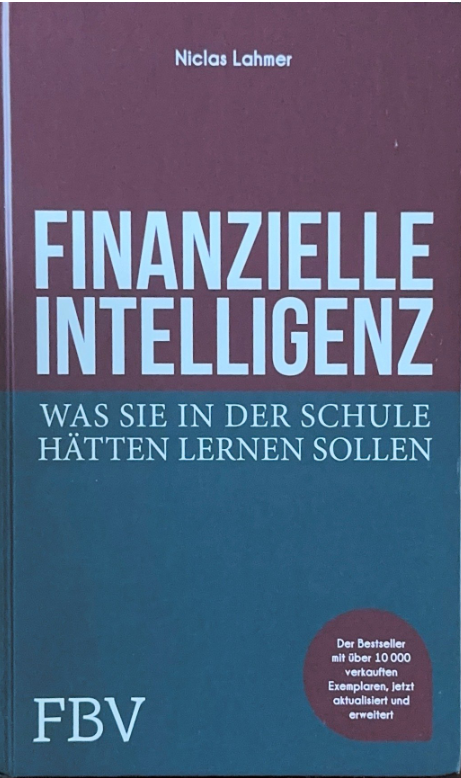 Niclas Lahmer
FINANZIELLE
INTELLIGENZ
WAS SIE IN DER SCHULE
HÄTTEN LERNEN SOLLEN
Der Bestseller
mit über 10 000
verkauften
Exemplaren, jetzt
aktualisiert und
erweitert
FBV